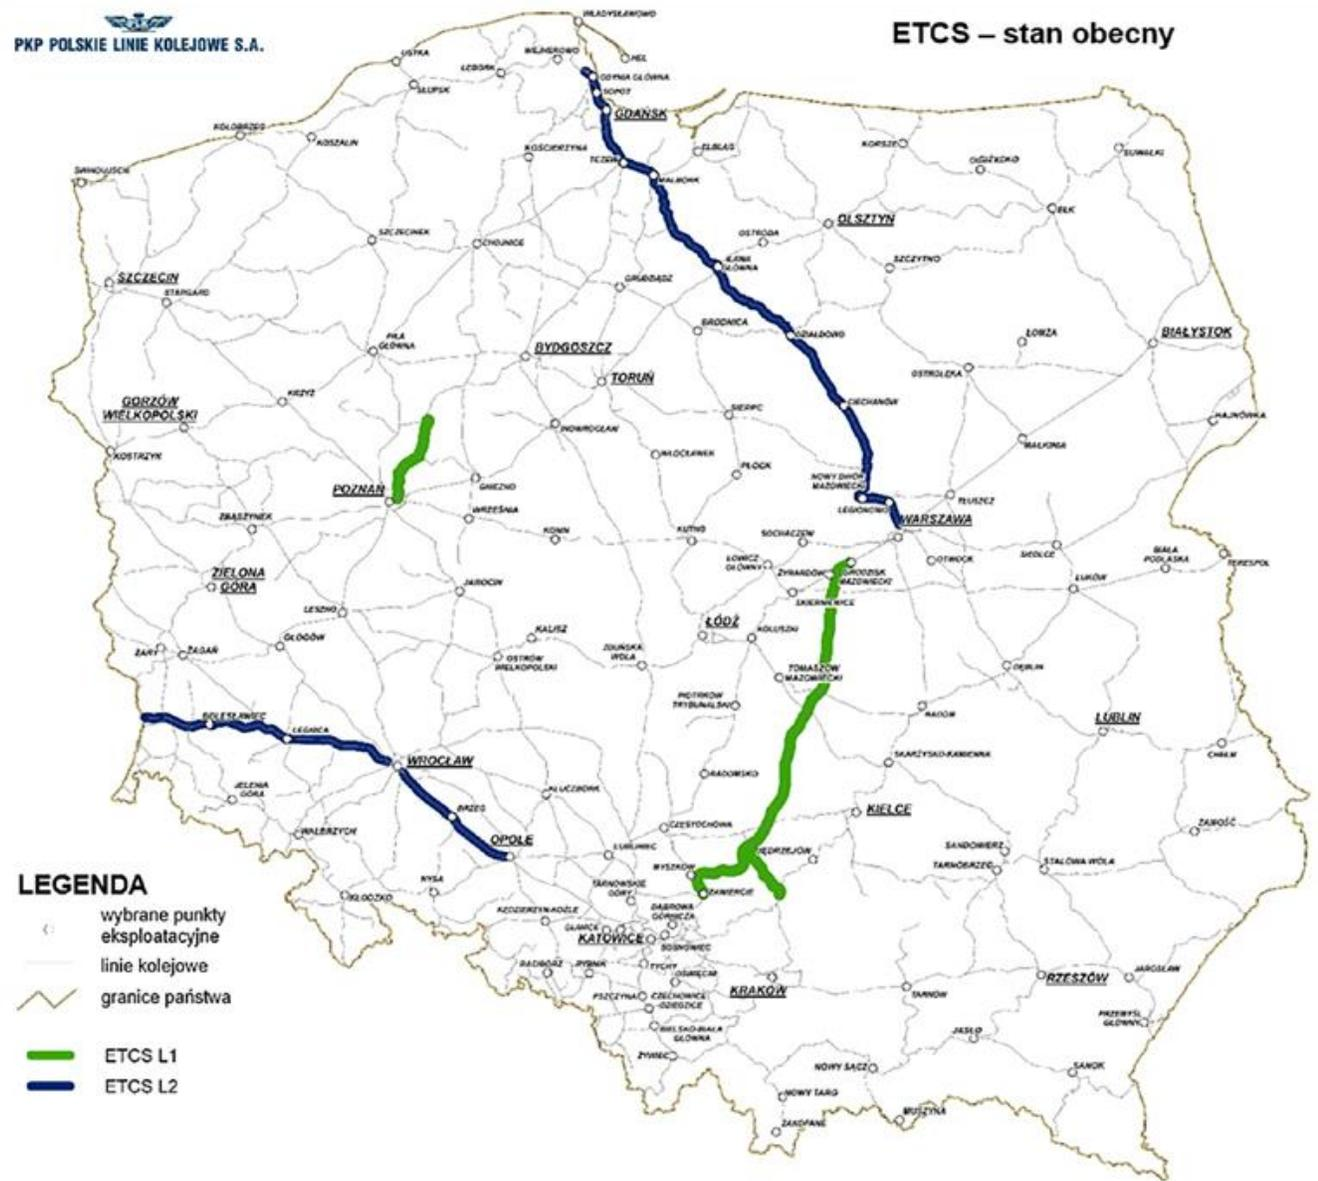 PKP POLSKIE LINIE KOLEJOWE S.A.
ETCS – stan obecny
WŁADYSŁAWOWO
USTKA
LĘBORK
WEJHEROWO
HEL
GDYNIA GŁÓWNA
SOPOT
SŁUPSK
GDAŃSK
KOŁOBRZEG
KOSZALIN
KOŚCIERZYNA
TCZEW
ELBLĄG
KORSZE
GIŻYCKO
SUWAŁKI
ŚWINOUJŚCIE
MALBORK
EŁK
OLSZTYN
SZCZECINEK
CHOJNICE
OSTRÓDA
IŁAWA
GŁÓWNA
SZCZYTNO
SZCZECIN
STARGARD
GRUDZIĄDZ
BRODNICA
DZIAŁDOWO
ŁOMŻA
BIAŁYSTOK
PIŁA
GŁÓWNA
BYDGOSZCZ
TORUŃ
OSTROŁĘKA
KRZYŻ
GORZÓW
WIELKOPOLSKI
SIERPC
CIECHANÓW
HAJNÓWKA
INOWROCŁAW
MAŁKINIA
KOSTRZYN
WŁOCŁAWEK
PŁOCK
NOWY DWÓR
MAZOWIECKI
POZNAŃ
GNIEZNO
TŁUSZCZ
LEGIONOWO
WRZEŚNIA
WARSZAWA
ZBĄSZYNEK
KONIN
KUTNO
SOCHACZEW
SIEDLCE
BIAŁA
PODLASKA
TERESPOL
ŁOWICZ
GŁÓWNY
ŻYRARDÓW
GRODZISK
MAZOWIECKI
OTWOCK
ZIELONA
GÓRA
JAROCIN
ŁUKÓW
SKIERNIEWICE
LESZNO
ŁÓDŹ
KOLUSZKI
GŁOGÓW
KALISZ
ŻARY
ŻAGAŃ
OSTRÓW
WIELKOPOLSKI
ZDUŃSKA
WOLA
TOMASZÓW
MAZOWIECKI
DĘBLIN
PIOTRKÓW
TRYBUNALSKI
RADOM
BOLESŁAWIEC
LEGNICA
LUBLIN
WROCŁAW
SKARŻYSKO-KAMIENNA
CHEŁM
RADOMSKO
JELENIA
GÓRA
KLUCZBORK
BRZEG
KIELCE
WAŁBRZYCH
CZĘSTOCHOWA
ZAMOŚĆ
OPOLE
LUBLINIEC
JĘDRZEJÓW
SANDOMIERZ
TARNOBRZEG
STALOWA WOLA
MYSZKÓW
NYSA
TARNOWSKIE
GÓRY
ZAWIERCIE
KŁODZKO
KĘDZIERZYN-KOŹLE
DĄBROWA
GÓRNICZA
GLIWICE
KATOWICE
SOSNOWIEC
RACIBÓRZ
RYBNIK
TYCHY
OŚWIĘCIM
KRAKÓW
TARNÓW
RZESZÓW
JAROSŁAW
PSZCZYNA
CZECHOWICE
DZIEDZICE
PRZEMYŚL
GŁÓWNY
BIELSKO-BIAŁA
GŁÓWNA
JASŁO
ŻYWIEC
NOWY SĄCZ
SANOK
NOWY TARG
MUSZYNA
ZAKOPANE
LEGENDA
wybrane punkty
eksploatacyjne
linie kolejowe
granice państwa
ETCS L1
ETCS L2